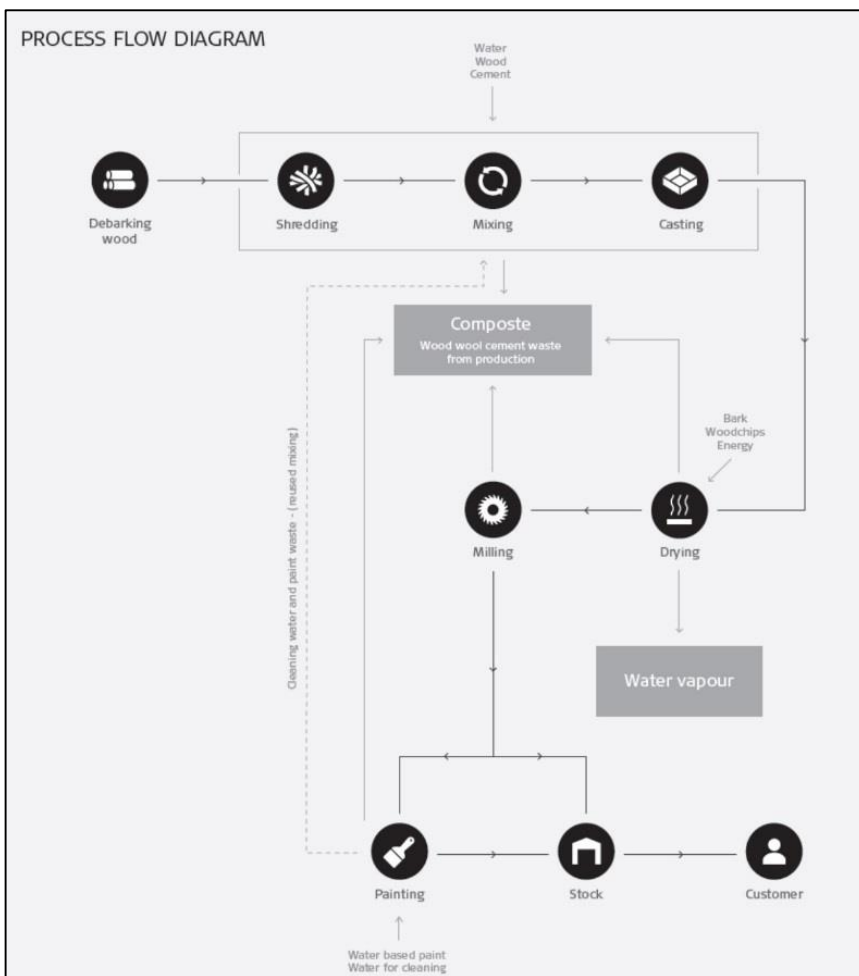 PROCESS FLOW DIAGRAM
Water
Wood
Cement
Debarking
wood
Shredding
Mixing
Casting
Composte
Wood wool cement waste
from production
Cleaning water and paint waste - (reused mixing)
Bark
Woodchips
Energy
Milling
Drying
Water vapour
Painting
Stock
Customer
Water based paint
Water for cleaning